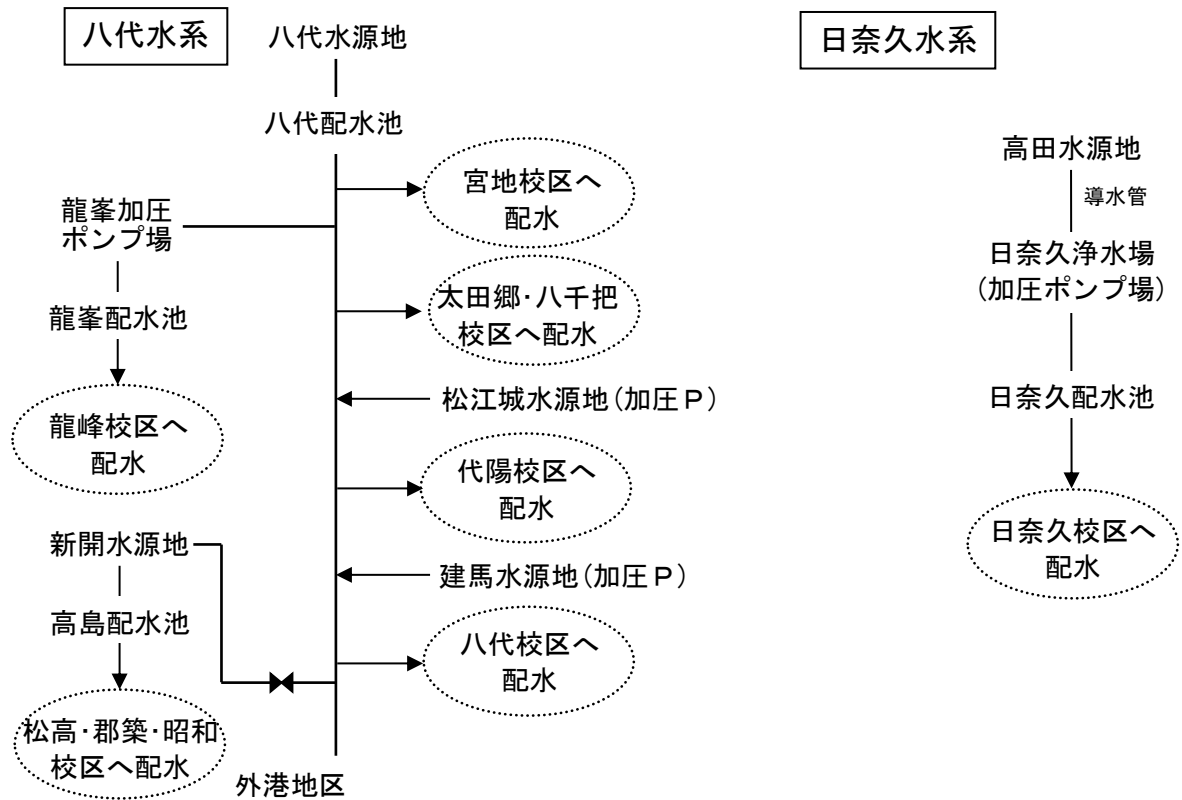 八代水系
八代水源地
八代配水池
宮地校区へ
配水
龍峯加圧
ポンプ場
龍峯配水池
龍峰校区へ
配水
太田郷・八千把
校区へ配水
松江城水源地(加圧P)
代陽校区へ
配水
新開水源地
高島配水池
松高・郡築・昭和
校区へ配水
建馬水源地(加圧P)
八代校区へ
配水
外港地区
日奈久水系
高田水源地
導水管
日奈久浄水場
(加圧ポンプ場)
日奈久配水池
日奈久校区へ
配水